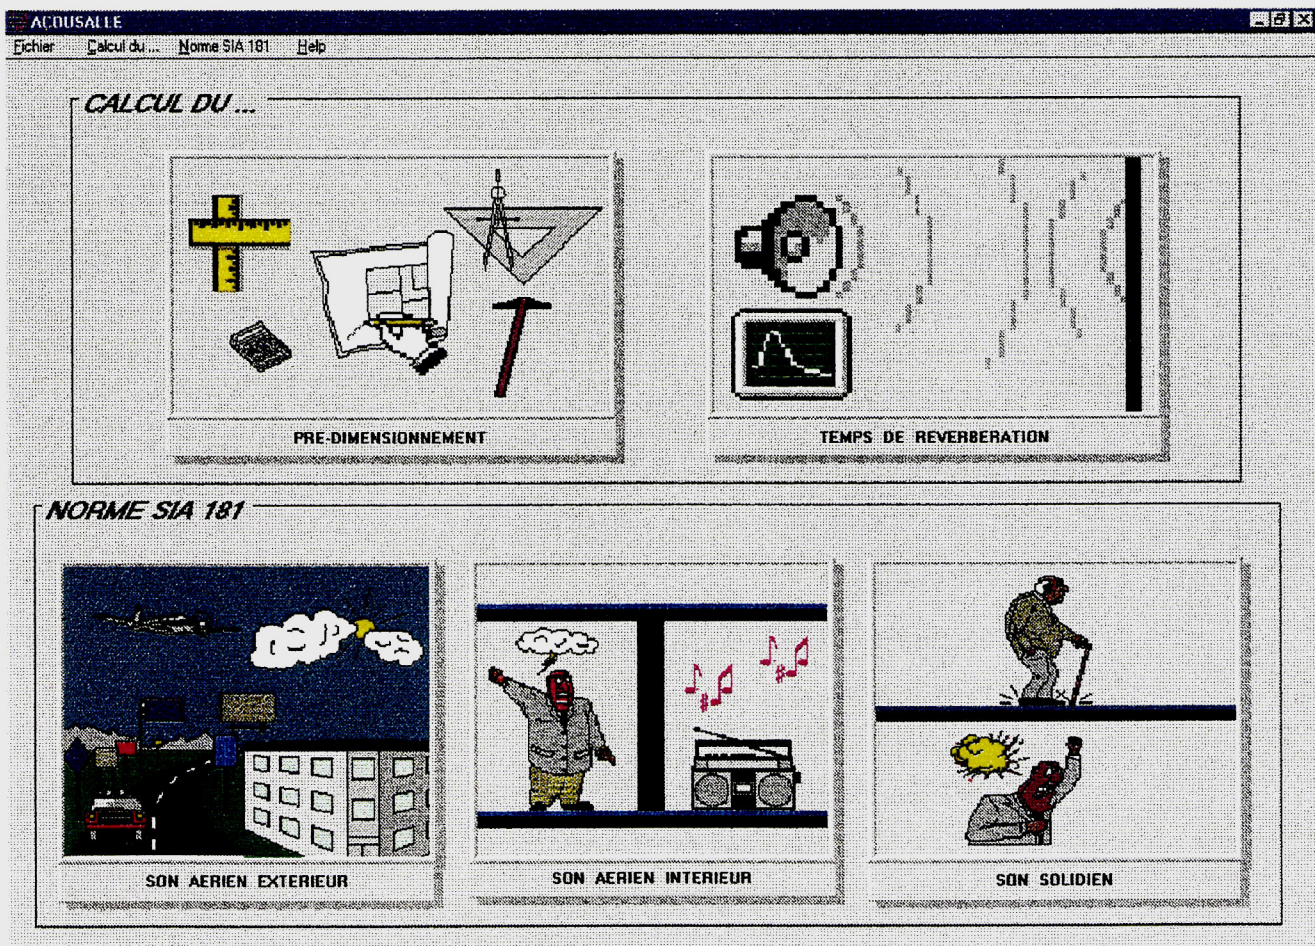 ACOUSALLE
Fichier Calcul du ... Norme SIA 181 Help
CALCUL DU ...
PRE-DIMENSIONNEMENT
TEMPS DE REVERBERATION
NORME SIA 181
SON AERIEN EXTERIEUR
SON AERIEN INTERIEUR
SON SOLIDIEN